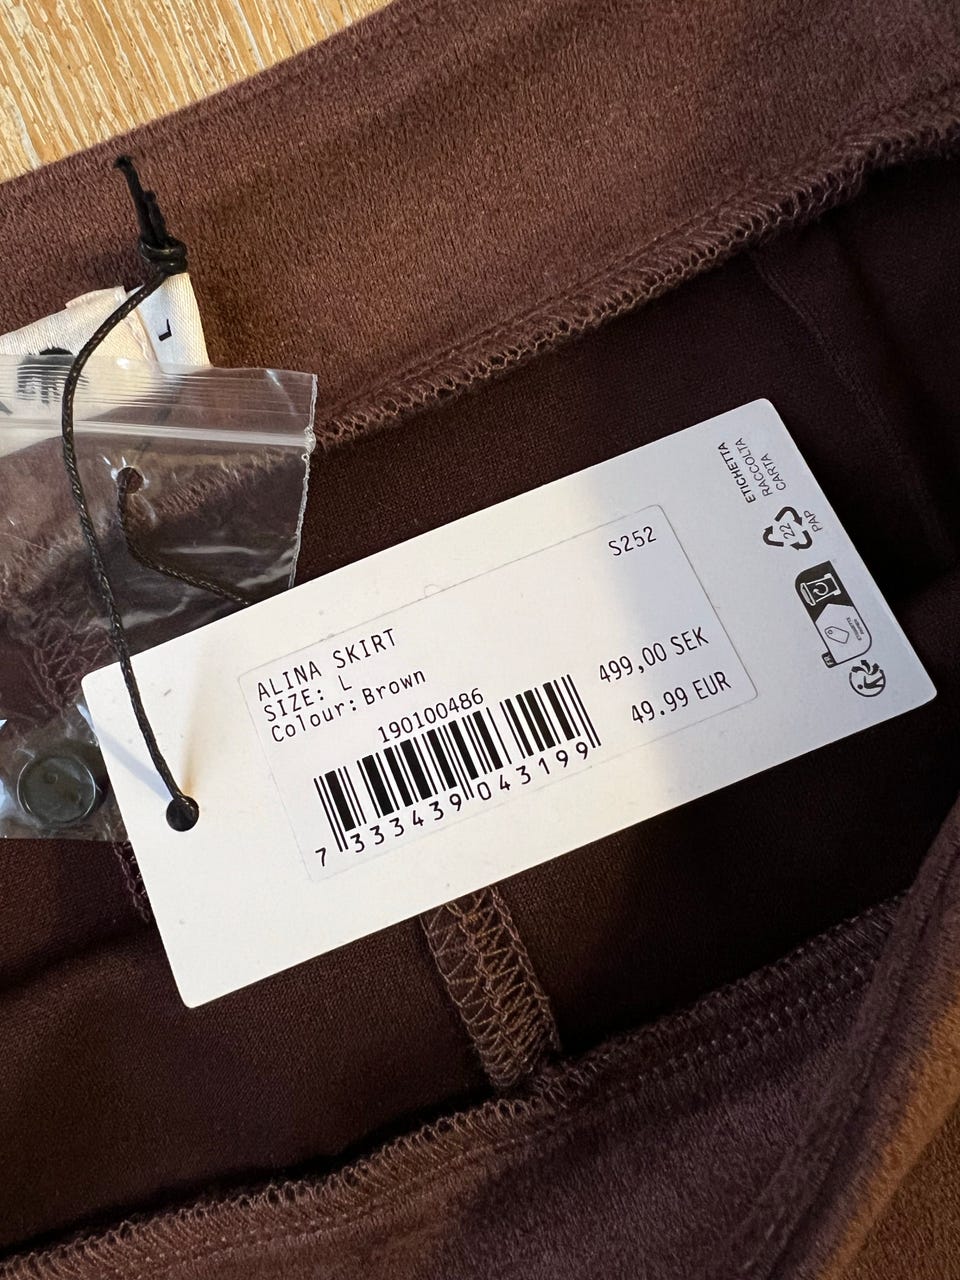 L
ETICHETTA
RACCOLTA
CARTA
22
PAP
S252
ALINA SKIRT
SIZE: L
Colour: Brown
499,00 SEK
49.99 EUR
190100486
7 333439 043199
FR